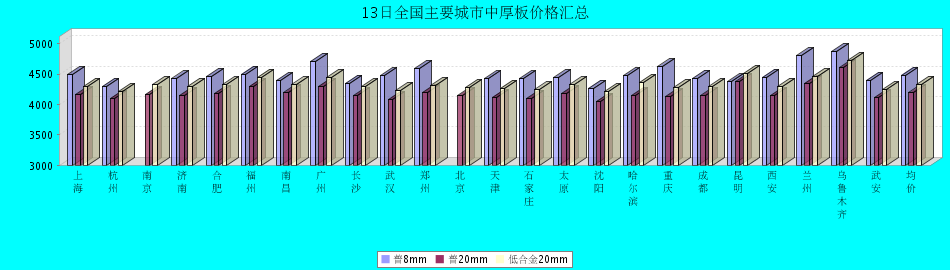 13日全国主要城市中厚板价格汇总
5000
4500
4000
3500
3000
上海
杭州
南京
济南
合肥
福州
南昌
广州
长沙
武汉
郑州
北京
天津
石家庄
太原
沈阳
哈尔滨
重庆
成都
昆明
西安
兰州
乌鲁木齐
武安
均价
普8mm
普20mm
低合金20mm